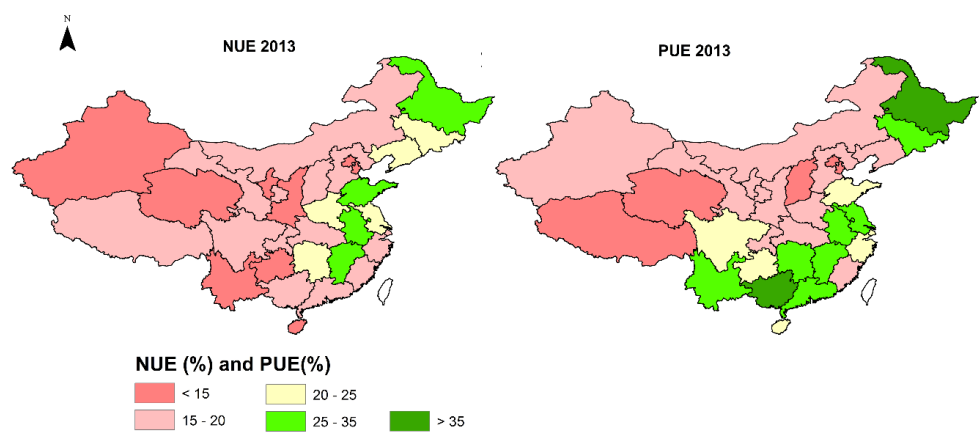 N
NUE 2013
PUE 2013
NUE (%) and PUE(%)
< 15
20 - 25
15 - 20
25 - 35
> 35